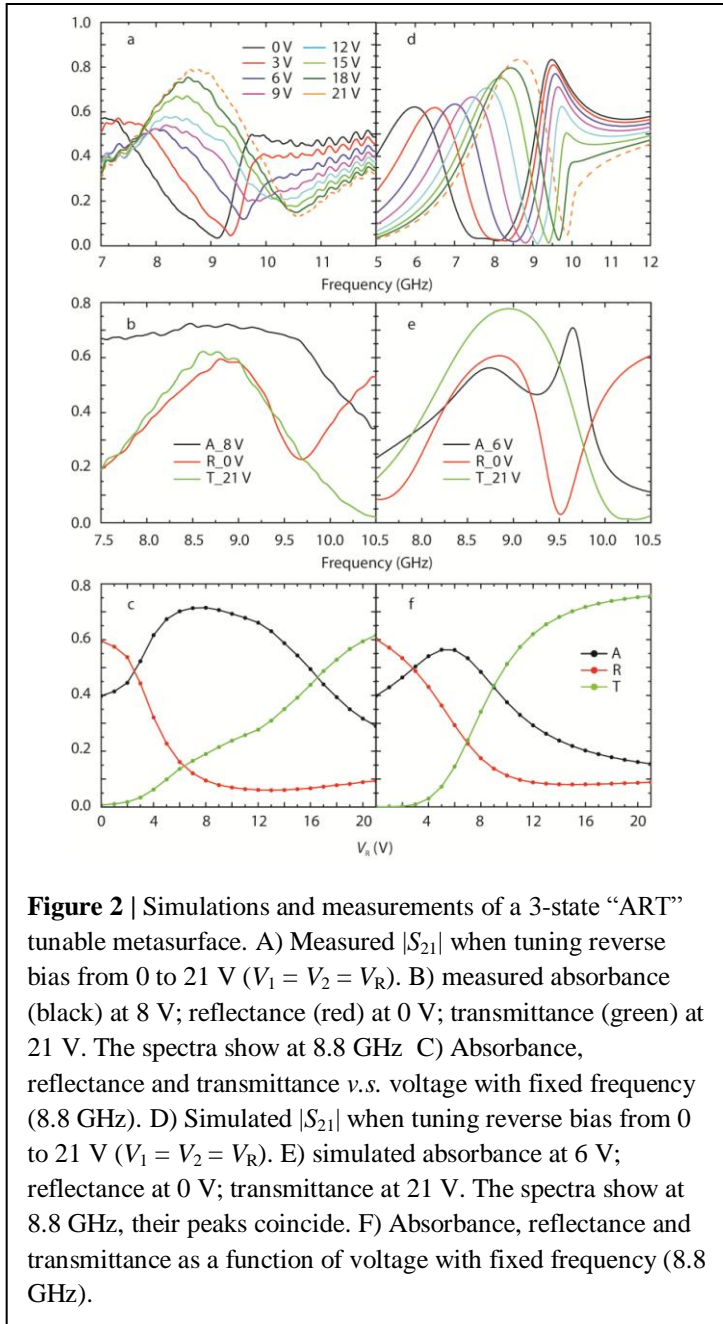 a
d
1.0
0.8
0.6
0.4
0.2
0.0
0 V
3 V
6 V
9 V
12 V
15 V
18 V
21 V
7 8 9 10 11
5 6 7 8 9 10 11 12
Frequency (GHz)
Frequency (GHz)
b
e
0.8
0.6
0.4
0.2
0.0
A_8 V
R_0 V
T_21 V
A_6 V
R_0 V
T_21 V
7.5 8.0 8.5 9.0 9.5 10.0 10.5
8.0 8.5 9.0 9.5 10.0 10.5
Frequency (GHz)
Frequency (GHz)
c
f
0.8
0.6
0.4
0.2
0.0
A
R
T
0 4 8 12 16 20
4 8 12 16 20
VR (V)
Figure 2 | Simulations and measurements of a 3-state “ART”
tunable metasurface. A) Measured |S21| when tuning reverse
bias from 0 to 21 V (V1 = V2 = VR). B) measured absorbance
(black) at 8 V; reflectance (red) at 0 V; transmittance (green) at
21 V. The spectra show at 8.8 GHz C) Absorbance,
reflectance and transmittance v.s. voltage with fixed frequency
(8.8 GHz). D) Simulated |S21| when tuning reverse bias from 0
to 21 V (V1 = V2 = VR). E) simulated absorbance at 6 V;
reflectance at 0 V; transmittance at 21 V. The spectra show at
8.8 GHz, their peaks coincide. F) Absorbance, reflectance and
transmittance as a function of voltage with fixed frequency (8.8
GHz).